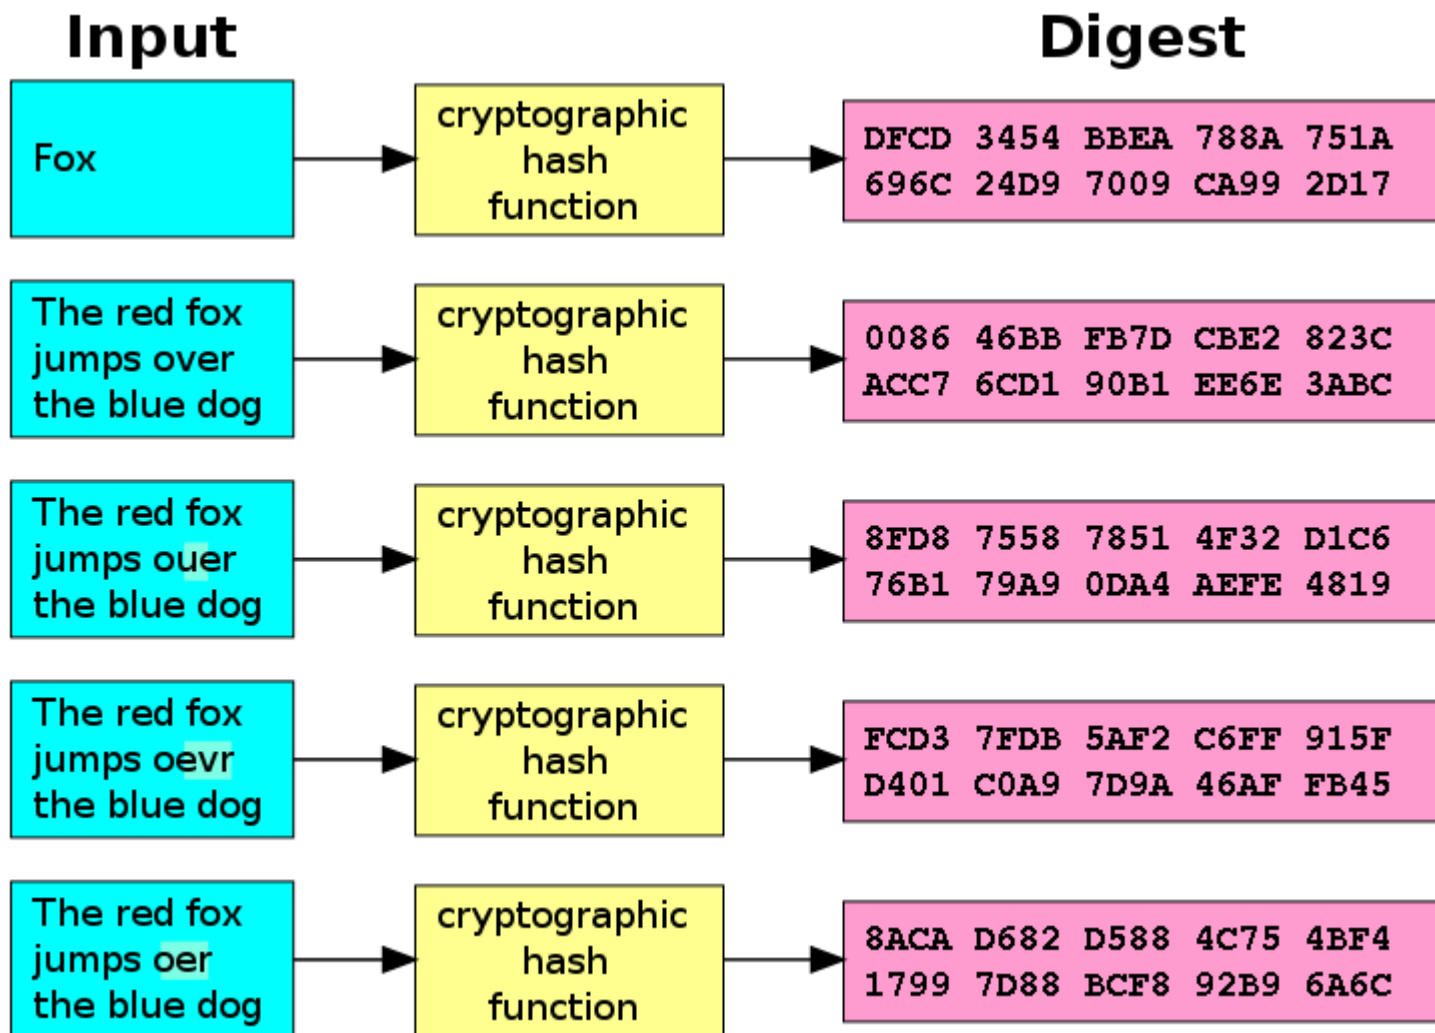 Input
Digest
Fox
cryptographic
hash
function
DFCD 3454 BBEA 788A 751A
696C 24D9 7009 CA99 2D17
The red fox
jumps over
the blue dog
cryptographic
hash
function
0086 46BB FB7D CBE2 823C
ACC7 6CD1 90B1 EE6E 3ABC
The red fox
jumps ouer
the blue dog
cryptographic
hash
function
8FD8 7558 7851 4F32 D1C6
76B1 79A9 0DA4 AEFE 4819
The red fox
jumps oevr
the blue dog
cryptographic
hash
function
FCD3 7FDB 5AF2 C6FF 915F
D401 C0A9 7D9A 46AF FB45
The red fox
jumps oer
the blue dog
cryptographic
hash
function
8ACA D682 D588 4C75 4BF4
1799 7D88 BCF8 92B9 6A6C